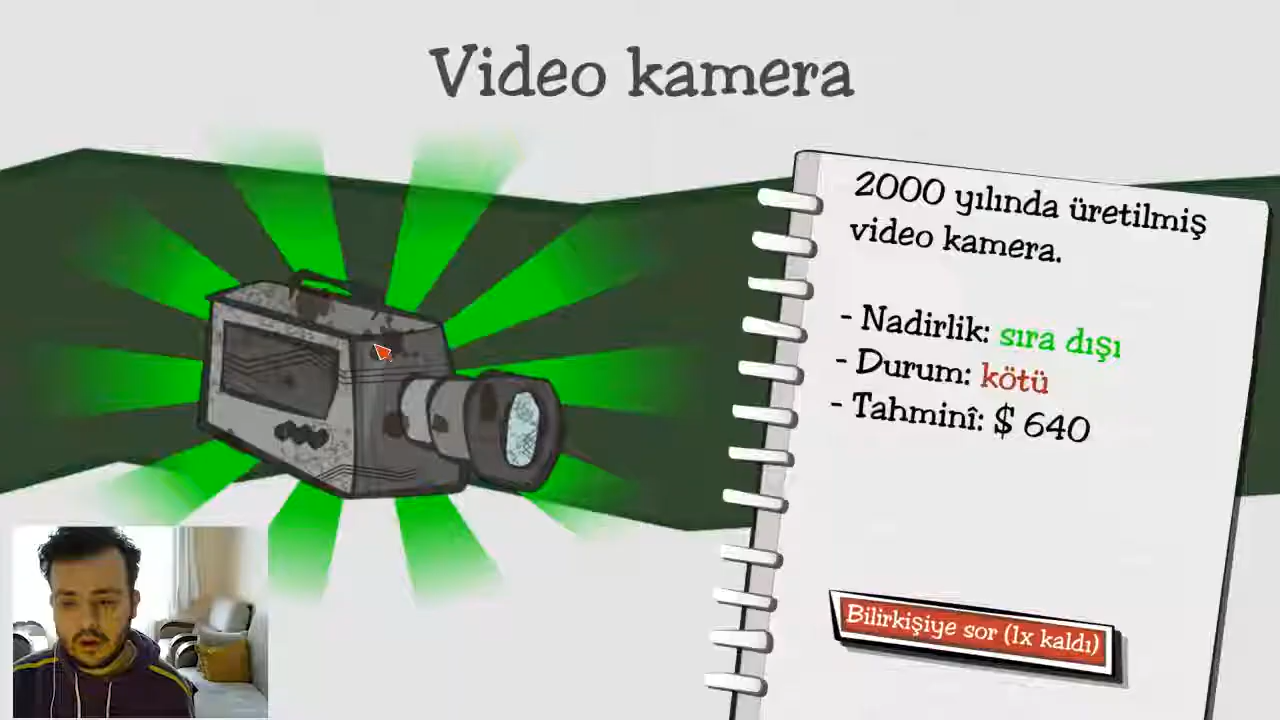 Video kamera
2000 yılında üretilmiş
video kamera.
- Nadirlik: sıra dışı
- Durum: kötü
- Tahminî: $ 640
Bilirkişiye sor (1x kaldı)